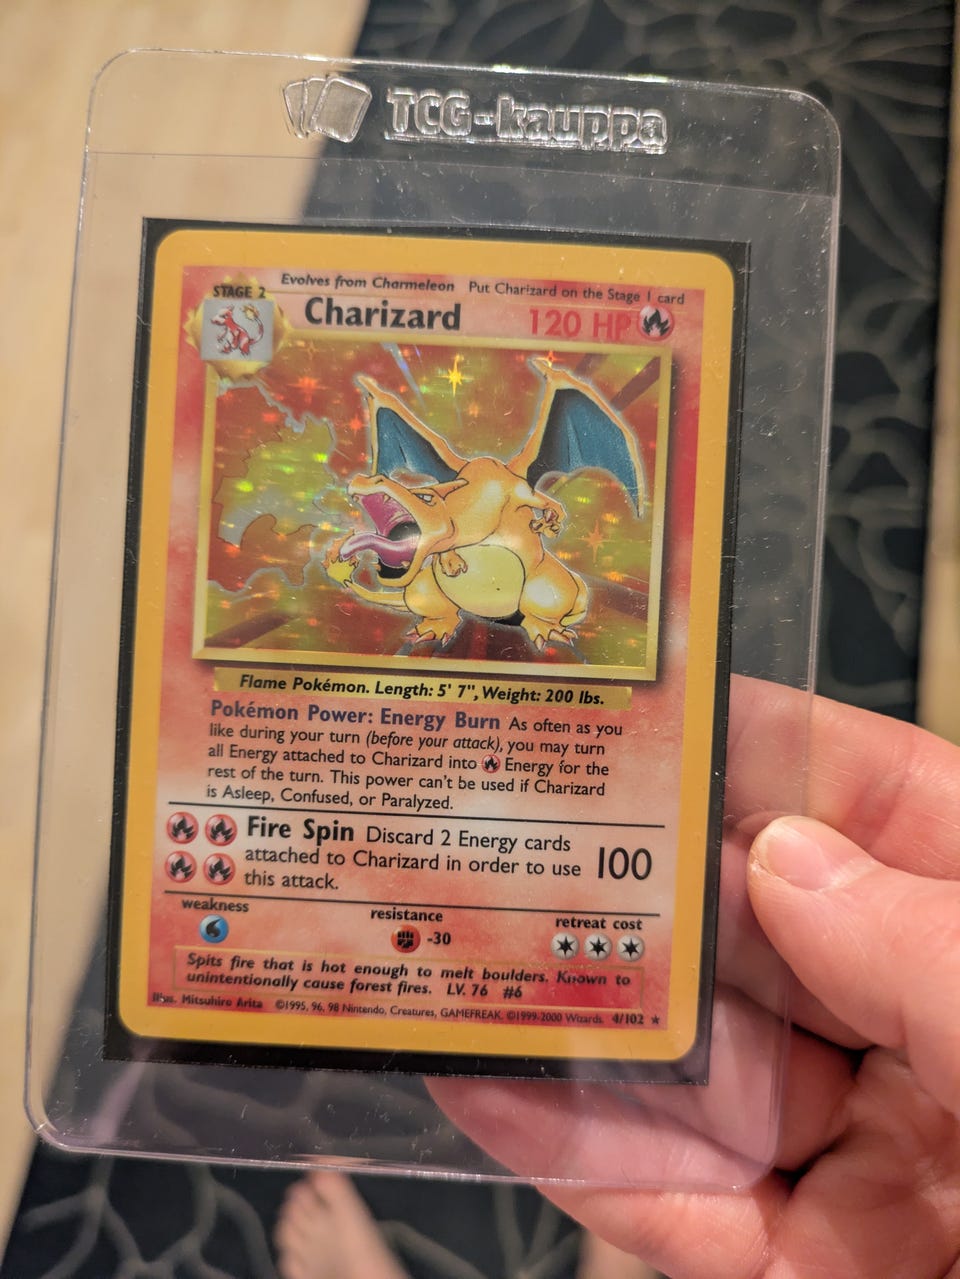 TCG-kauppa
Evolves from Charmeleon Put Charizard on the Stage 1 card
STAGE 2
Charizard 120 HP
Flame Pokémon. Length: 5' 7", Weight: 200 lbs.
Pokémon Power: Energy Burn As often as you
like during your turn (before your attack), you may turn
all Energy attached to Charizard into Energy for the
rest of the turn. This power can't be used if Charizard
is Asleep, Confused, or Paralyzed.
Fire Spin Discard 2 Energy cards
attached to Charizard in order to use 100
this attack.
weakness resistance retreat cost
-30
Spits fire that is hot enough to melt boulders. Known to
unintentionally cause forest fires. LV. 76 #6
Illus. Mitsuhiro Arita ©1995, 96, 98 Nintendo, Creatures, GAMEFREAK. ©1999-2000 Wizards. 4/102